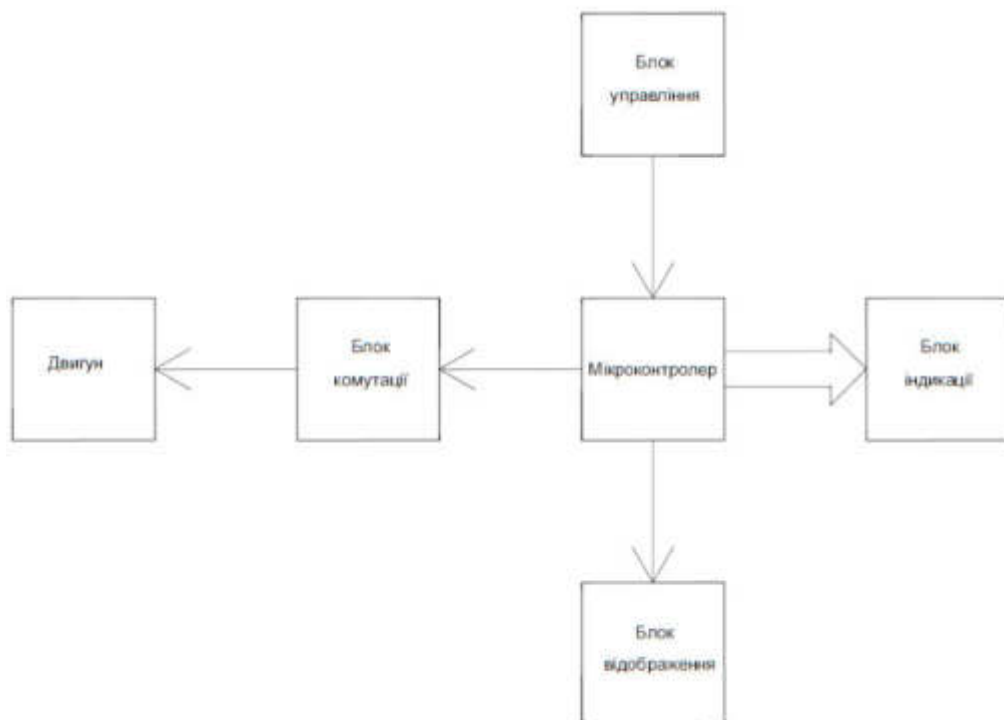 Блок
управління
Двигун
Блок
комутації
Мікроконтролер
Блок
індикації
Блок
відображення